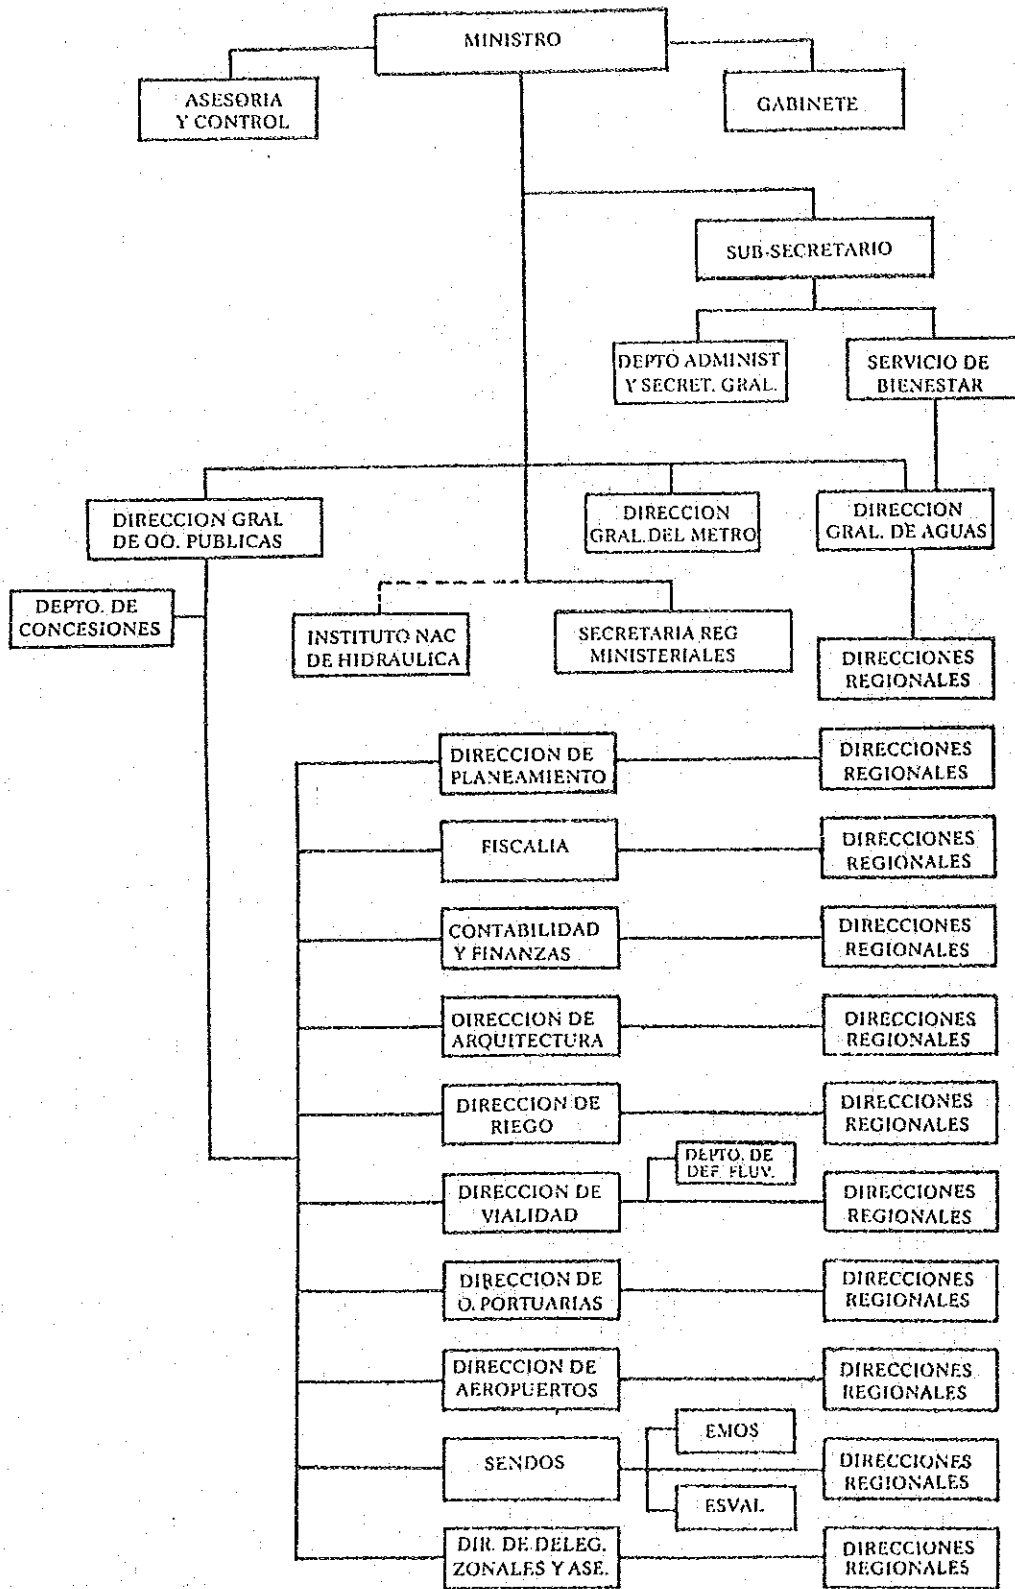 MINISTRO
ASESORIA
Y CONTROL
GABINETE
SUB-SECRETARIO
DEPTO ADMINIST
Y SECRET. GRAL.
SERVICIO DE
BIENESTAR
DIRECCION GRAL
DE OO. PUBLICAS
DIRECCION
GRAL. DEL METRO
DIRECCION
GRAL. DE AGUAS
DEPTO. DE
CONCESIONES
INSTITUTO NAC
DE HIDRAULICA
SECRETARIA REG
MINISTERIALES
DIRECCIONES
REGIONALES
DIRECCION DE
PLANEAMIENTO
DIRECCIONES
REGIONALES
FISCALIA
DIRECCIONES
REGIONALES
CONTABILIDAD
Y FINANZAS
DIRECCIONES
REGIONALES
DIRECCION DE
ARQUITECTURA
DIRECCIONES
REGIONALES
DIRECCION DE
RIEGO
DIRECCIONES
REGIONALES
DEPTO. DE
DEF. FLUV.
DIRECCION DE
VIALIDAD
DIRECCIONES
REGIONALES
DIRECCION DE
O. PORTUARIAS
DIRECCIONES
REGIONALES
DIRECCION DE
AEROPUERTOS
DIRECCIONES
REGIONALES
EMOS
SENDOS
DIRECCIONES
REGIONALES
ESVAL
DIR. DE DELEG.
ZONALES Y ASE.
DIRECCIONES
REGIONALES